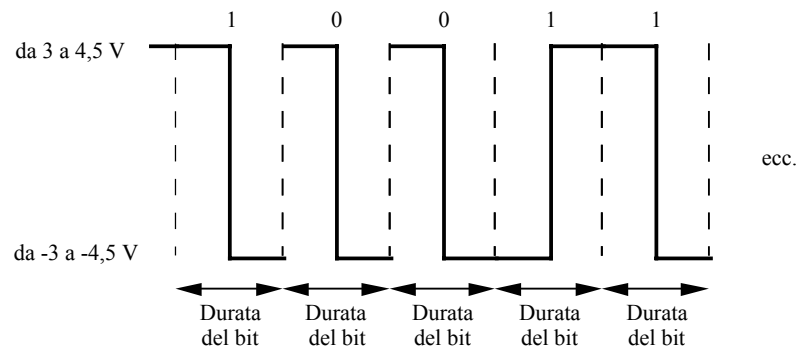 1 0 0 1 1
da 3 a 4,5 V
ecc.
da -3 a -4,5 V
Durata Durata Durata Durata Durata
del bit del bit del bit del bit del bit